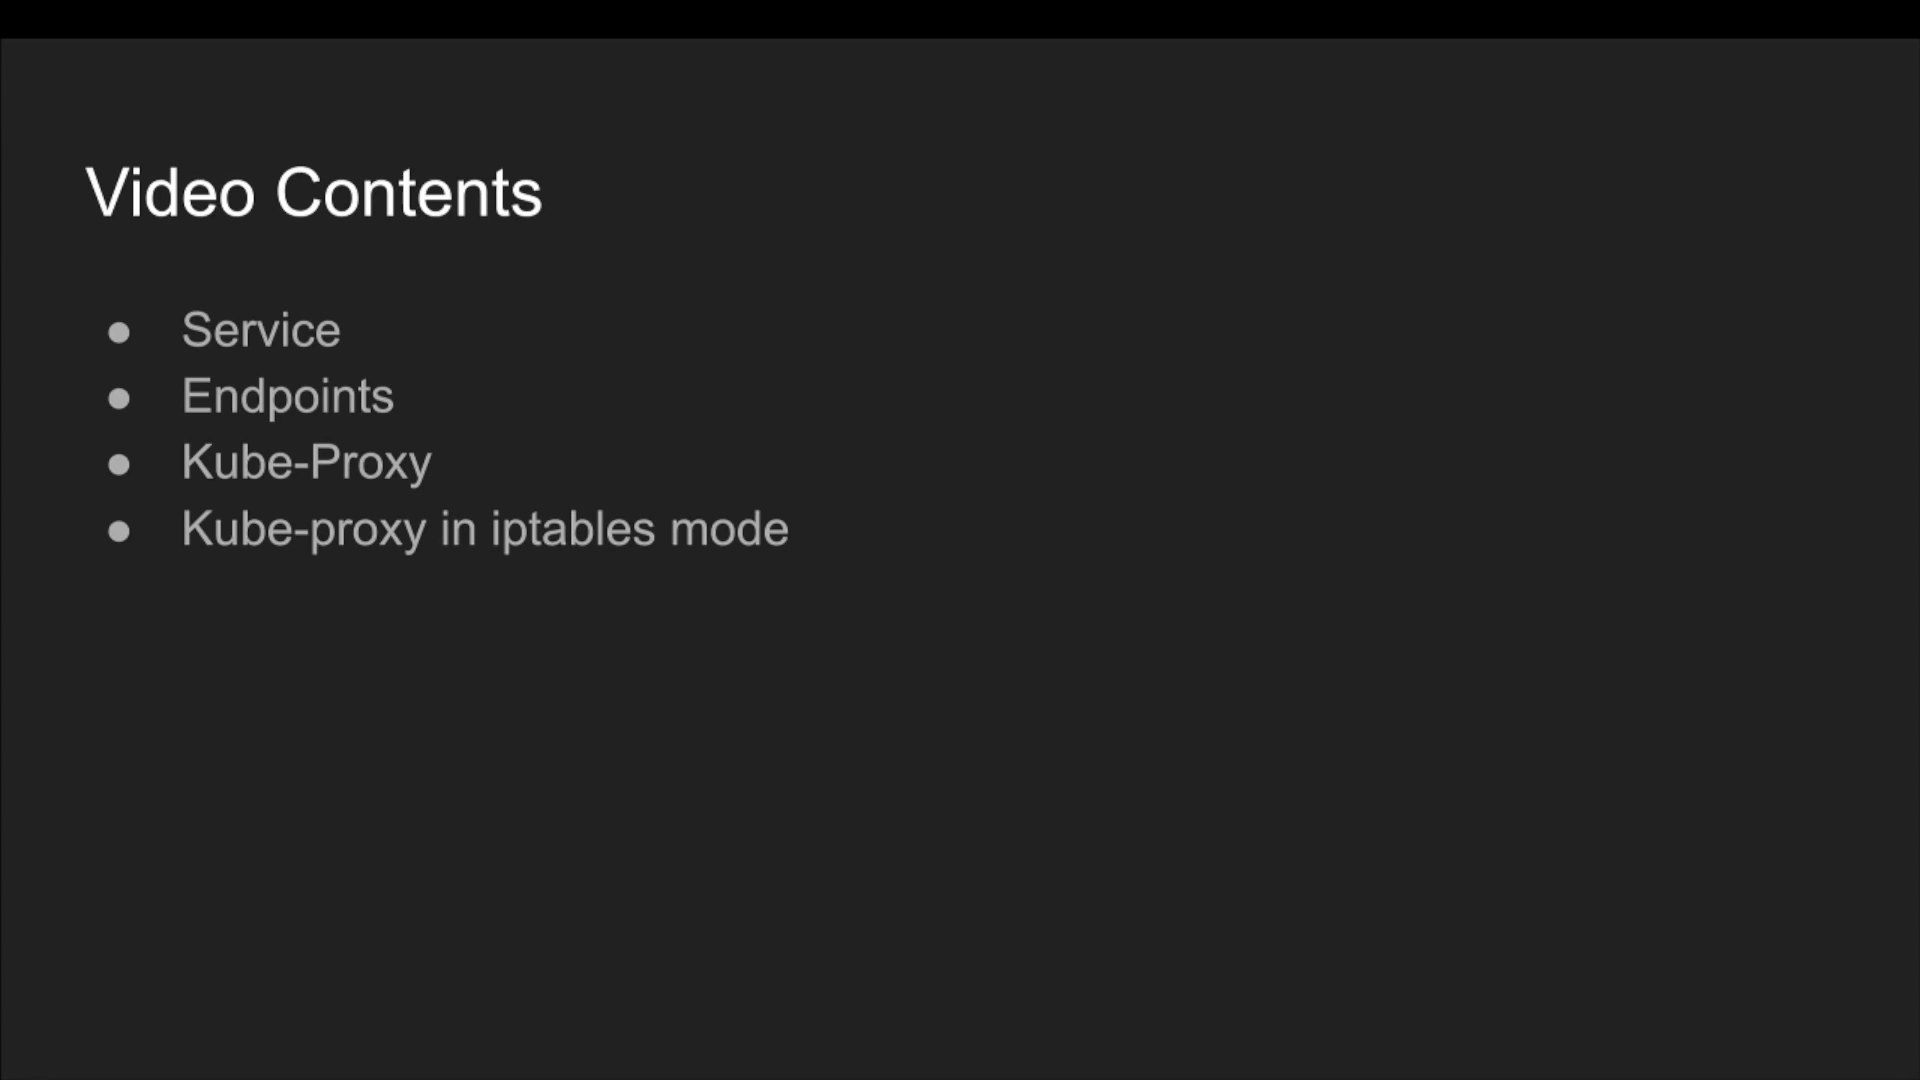 Video Contents
● Service
● Endpoints
● Kube-Proxy
● Kube-proxy in iptables mode